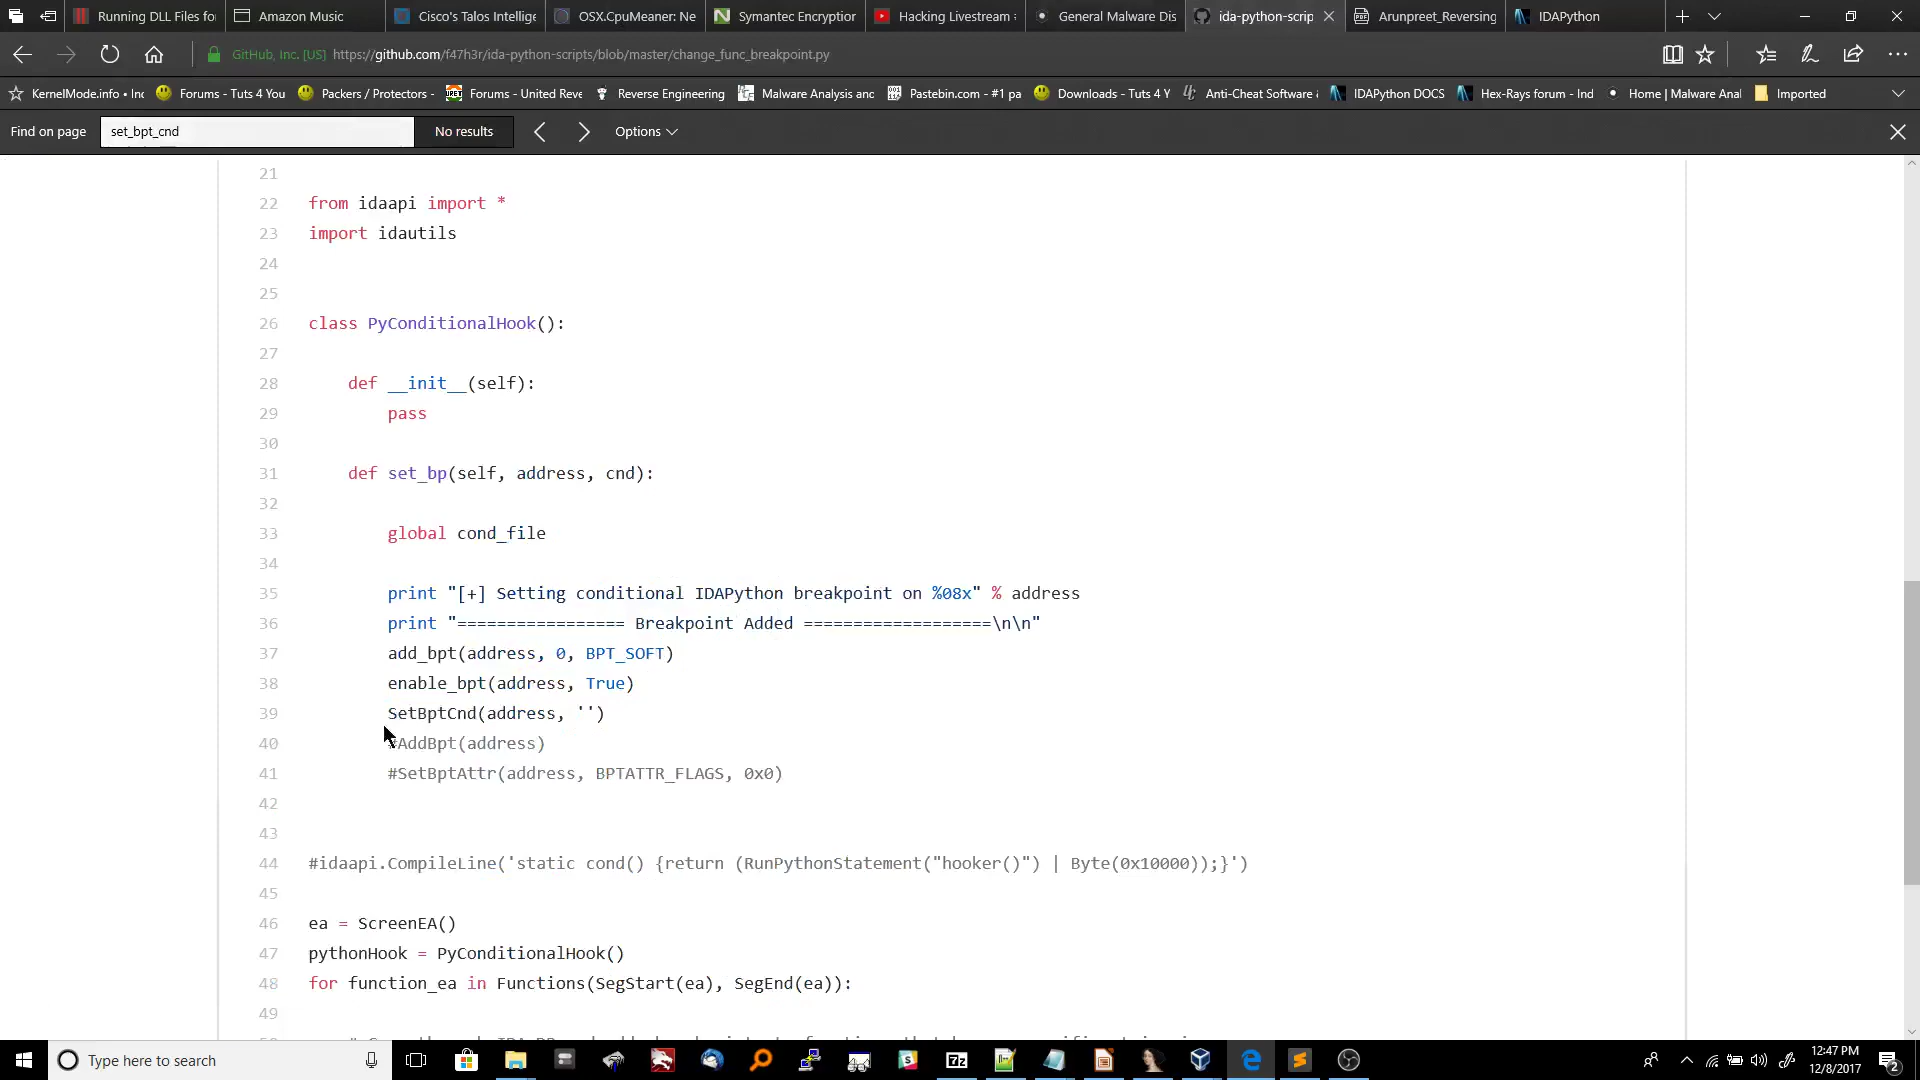 Running DLL Files fo
Amazon Music
Cisco's Talos Intellige
OSX.CpuMeaner: Ne
Symantec Encryption
Hacking Livestream
General Malware Dis
ida-python-scrip
Arunpreet_Reversing
IDAPython
GitHub, Inc. [US]
https://github.com/f47h3r/ida-python-scripts/blob/master/change_func_breakpoint.py
KernelMode.info • In
Forums - Tuts 4 You
Packers / Protectors -
Forums - United Reve
Reverse Engineering
Malware Analysis and
Pastebin.com - #1 pa
Downloads - Tuts 4 Y
Anti-Cheat Software
IDAPython DOCS
Hex-Rays forum - Ind
Home | Malware Anal
Imported
Find on page
set_bpt_cnd
No results
Options
21
22 from idaapi import *
23 import idautils
24
25
26 class PyConditionalHook():
27
28 def __init__(self):
29 pass
30
31 def set_bp(self, address, cnd):
32
33 global cond_file
34
35 print "[+] Setting conditional IDAPython breakpoint on %08x" % address
36 print "================= Breakpoint Added ===================\n\n"
37 add_bpt(address, 0, BPT_SOFT)
38 enable_bpt(address, True)
39 SetBptCnd(address, '')
40 #AddBpt(address)
41 #SetBptAttr(address, BPTATTR_FLAGS, 0x0)
42
43
44 #idaapi.CompileLine('static cond() {return (RunPythonStatement("hooker()") | Byte(0x10000));}')
45
46 ea = ScreenEA()
47 pythonHook = PyConditionalHook()
48 for function_ea in Functions(SegStart(ea), SegEnd(ea)):
49
Type here to search
12:47 PM
12/8/2017
2